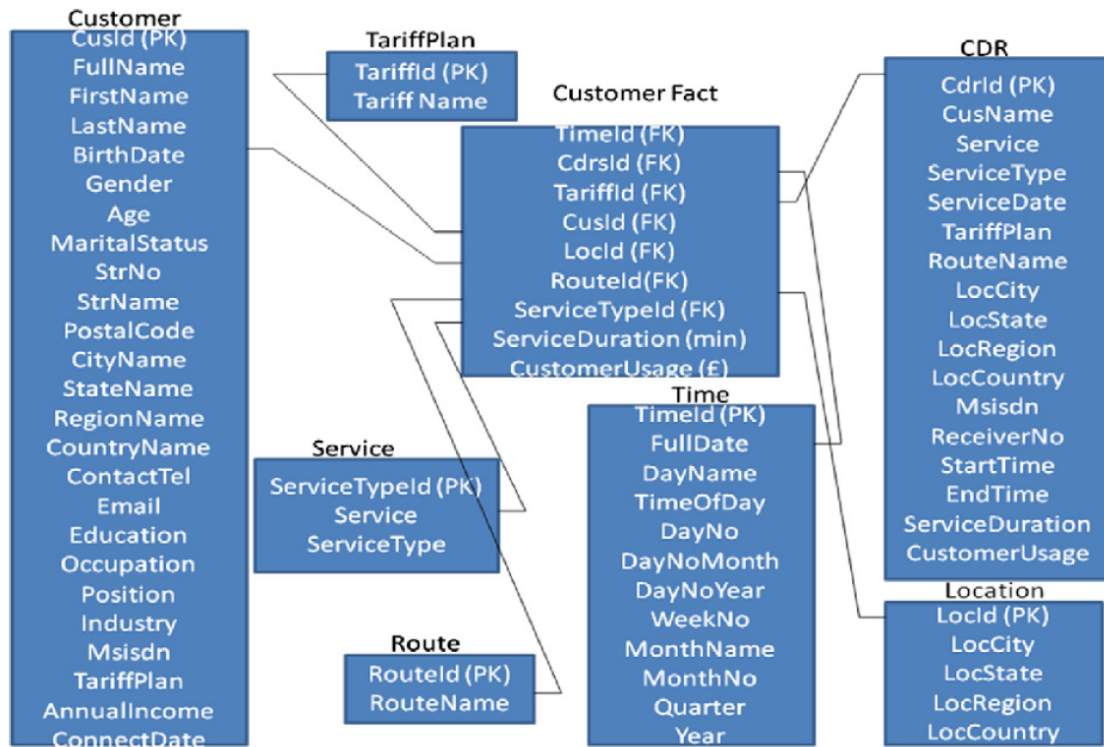 Customer
CusId (PK)
FullName
FirstName
LastName
BirthDate
Gender
Age
MaritalStatus
StrNo
StrName
PostalCode
CityName
StateName
RegionName
CountryName
ContactTel
Email
Education
Occupation
Position
Industry
Msisdn
TariffPlan
AnnualIncome
ConnectDate
TariffPlan
TariffId (PK)
Tariff Name
Customer Fact
TimeId (FK)
CdrsId (FK)
TariffId (FK)
CusId (FK)
LocId (FK)
RouteId(FK)
ServiceTypeId (FK)
ServiceDuration (min)
CustomerUsage (£)
CDR
CdrId (PK)
CusName
Service
ServiceType
ServiceDate
TariffPlan
RouteName
LocCity
LocState
LocRegion
LocCountry
Msisdn
ReceiverNo
StartTime
EndTime
ServiceDuration
CustomerUsage
Service
ServiceTypeId (PK)
Service
ServiceType
Time
TimeId (PK)
FullDate
DayName
TimeOfDay
DayNo
DayNoMonth
DayNoYear
WeekNo
MonthName
MonthNo
Quarter
Year
Route
RouteId (PK)
RouteName
Location
LocId (PK)
LocCity
LocState
LocRegion
LocCountry